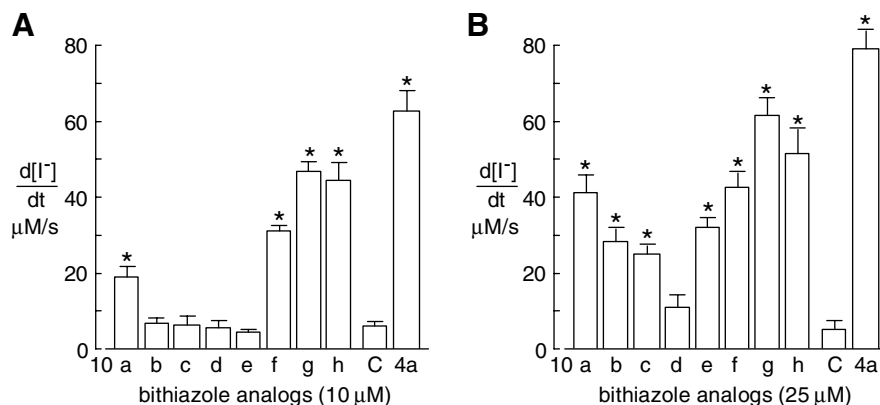 A
80
60
40
20
0
d[I-]
dt
μM/s
* * * * *
10 a b c d e f g h C 4a
bithiazole analogs (10 μM)
B
80
60
40
20
0
d[I-]
dt
μM/s
* * * * * * * *
10 a b c d e f g h C 4a
bithiazole analogs (25 μM)